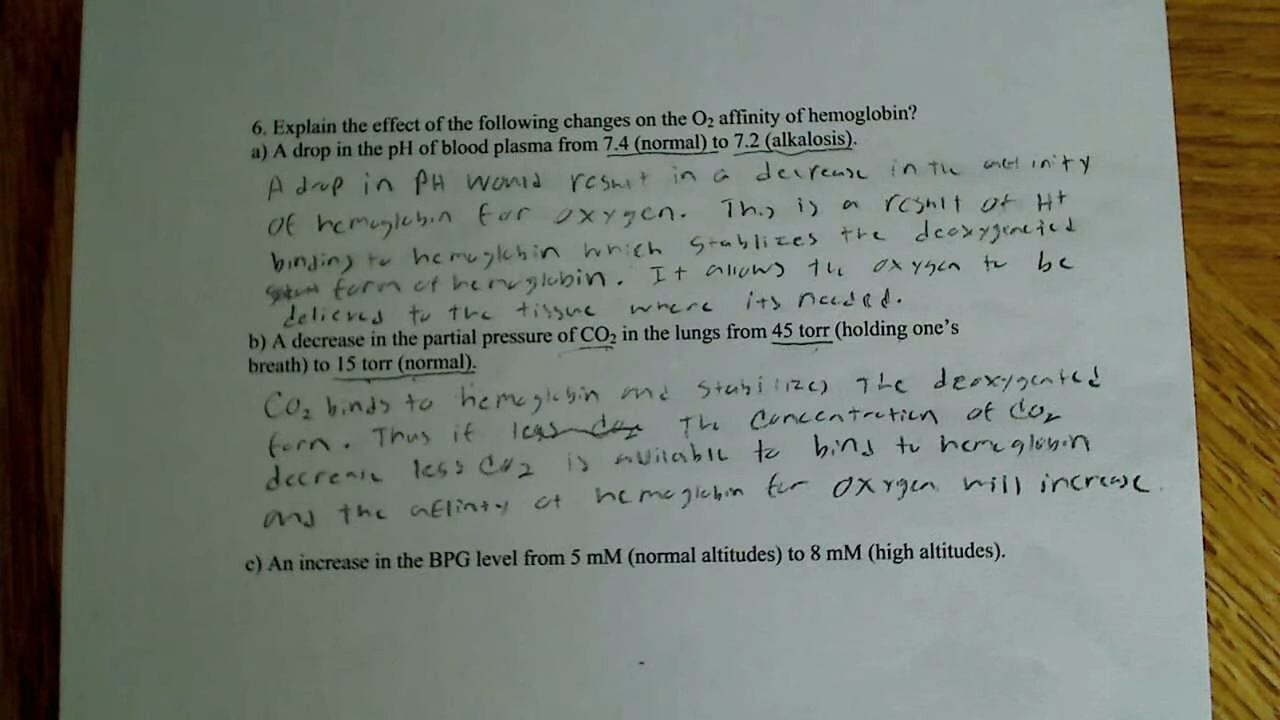 6. Explain the effect of the following changes on the O₂ affinity of hemoglobin?
a) A drop in the pH of blood plasma from 7.4 (normal) to 7.2 (alkalosis).
A drop in PH would result in a decrease in the affinity
of hemoglobin for oxygen. This is a result of H+
binding to hemoglobin which stablizes the deoxygenated
form of hemoglobin. It allows the oxygen to be
delieved to the tissue where its needed.
b) A decrease in the partial pressure of CO₂ in the lungs from 45 torr (holding one's
breath) to 15 torr (normal).
CO₂ binds to hemoglobin and stabilizes The deoxygented
form. Thus if The Concentration of CO₂
decrease less CO2 is available to bind to hemoglobin
and the affinty of hemoglobin for oxygen will increase.
c) An increase in the BPG level from 5 mM (normal altitudes) to 8 mM (high altitudes).